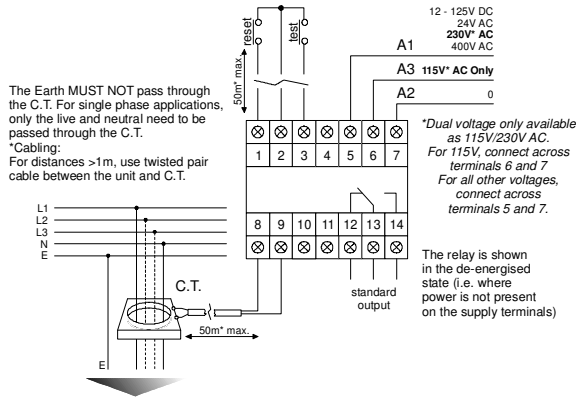 12 - 125V DC
24V AC
230V* AC
400V AC
A1
A3 115V* AC Only
A2
0
reset
test
50m* max.
The Earth MUST NOT pass through
the C.T. For single phase applications,
only the live and neutral need to be
passed through the C.T.
*Cabling:
For distances >1m, use twisted pair
cable between the unit and C.T.
*Dual voltage only available
as 115V/230V AC.
For 115V, connect across
terminals 6 and 7
For all other voltages,
connect across
terminals 5 and 7.
1 2 3 4 5 6 7
8 9 10 11 12 13 14
L1
L2
L3
N
E
C.T.
50m* max.
standard
output
The relay is shown
in the de-energised
state (i.e. where
power is not present
on the supply terminals)
E